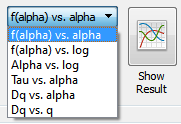 f(alpha) vs. alpha
f(alpha) vs. alpha
f(alpha) vs. log
Alpha vs. log
Tau vs. alpha
Dq vs. alpha
Dq vs. q
Show
Result